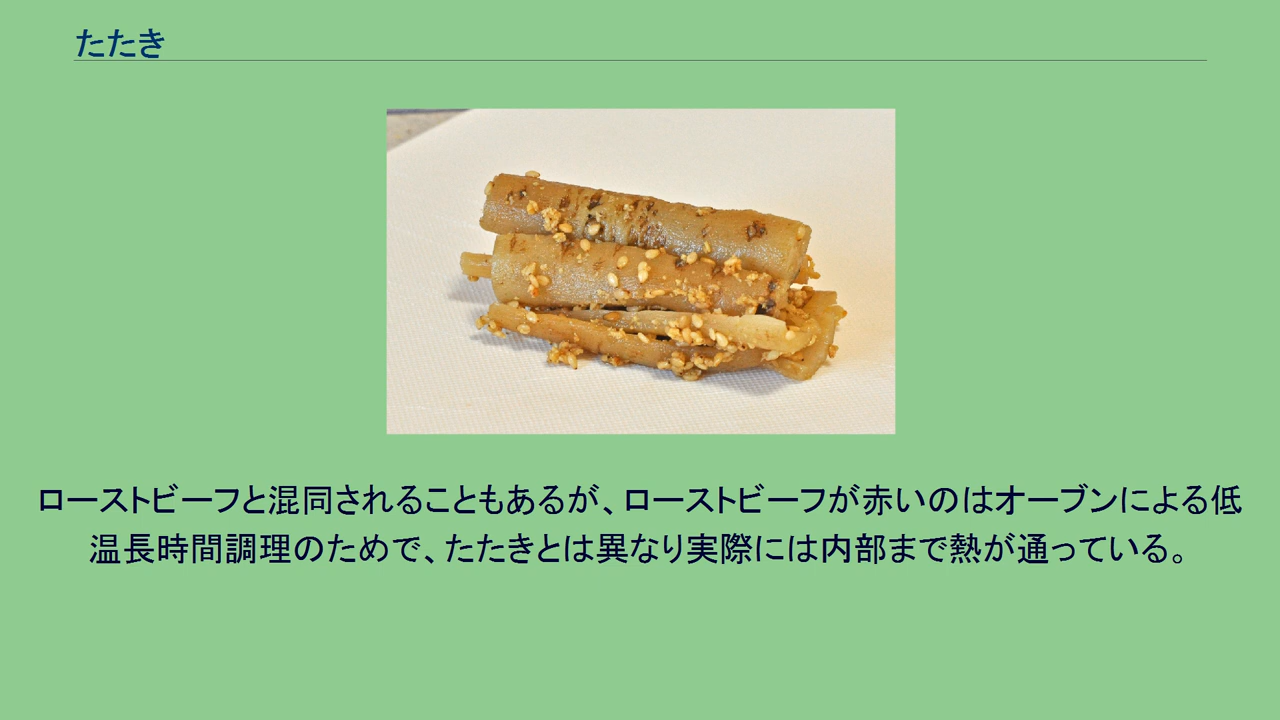 たたき
ローストビーフと混同されることもあるが、ローストビーフが赤いのはオーブンによる低
温長時間調理のためで、たたきとは異なり実際には内部まで熱が通っている。